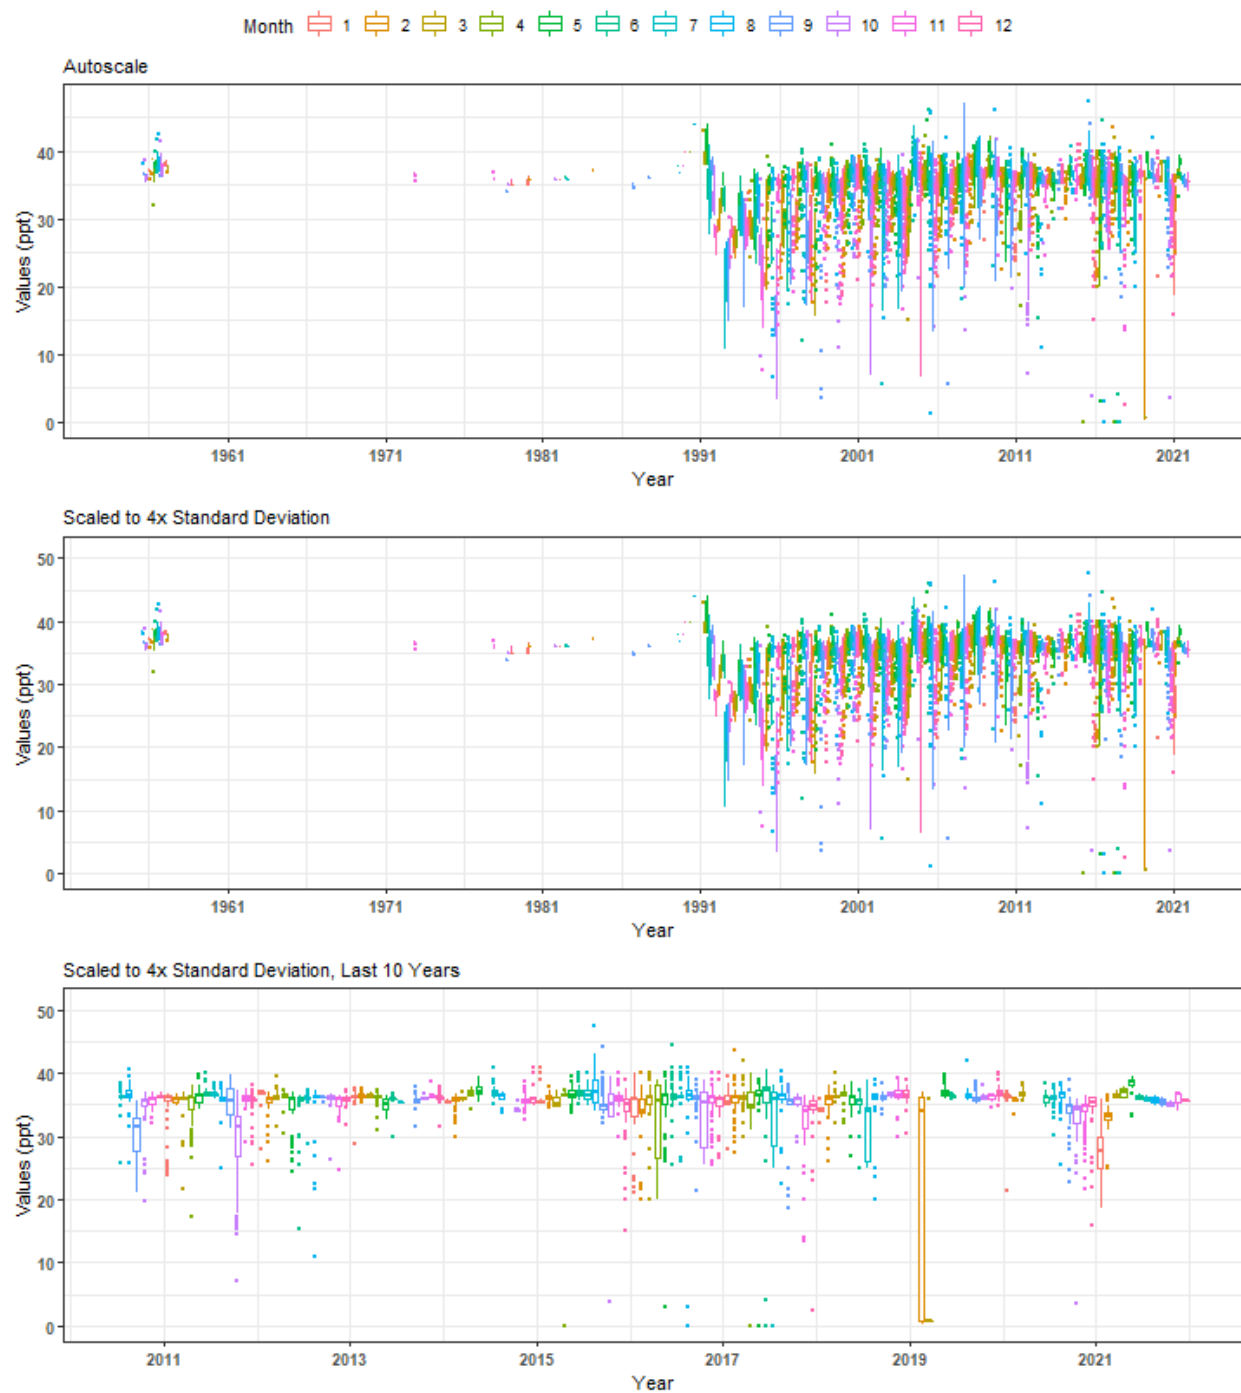 Month 1 2 3 4 5 6 7 8 9 10 11 12
Autoscale
Values (ppt)
40
30
20
10
0
1961 1971 1981 1991 2001 2011 2021
Year
Scaled to 4x Standard Deviation
Values (ppt)
50
40
30
20
10
0
1961 1971 1981 1991 2001 2011 2021
Year
Scaled to 4x Standard Deviation, Last 10 Years
Values (ppt)
50
40
30
20
10
0
2011 2013 2015 2017 2019 2021
Year